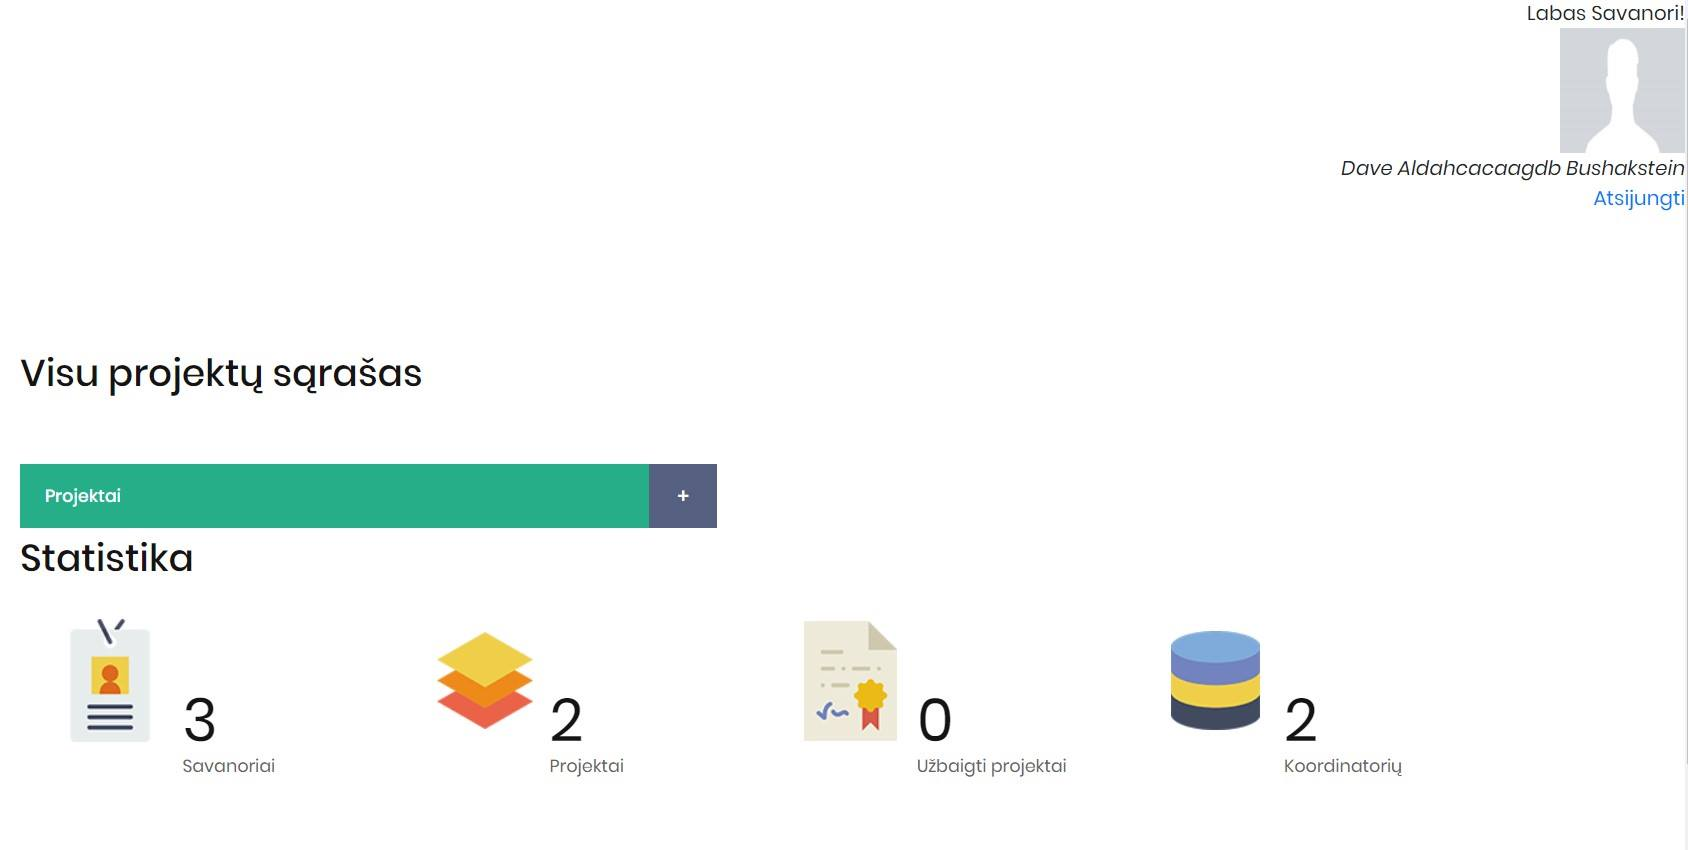 Labas Savanori!
Dave Aldahcacaagdb Bushakstein
Atsijungti
Visu projektų sąrašas
Projektai
+
Statistika
3
Savanoriai
2
Projektai
0
Užbaigti projektai
2
Koordinatorių